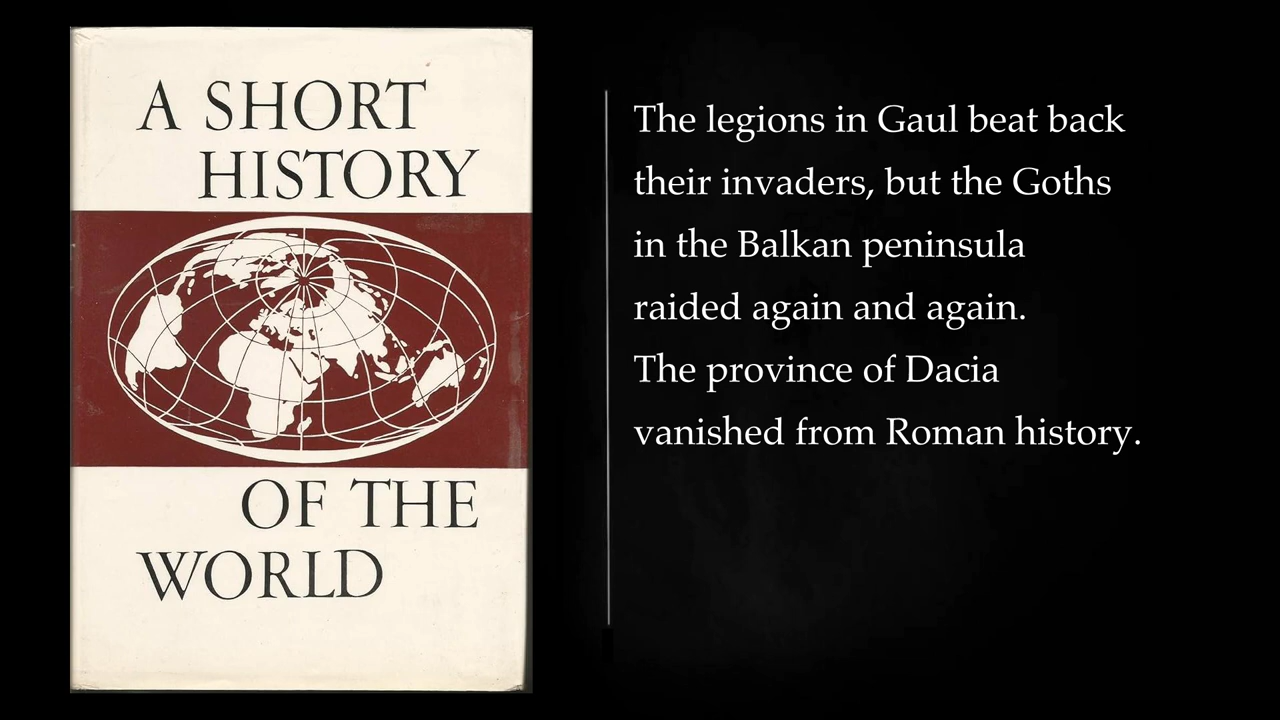 A SHORT
HISTORY
OF THE
WORLD
The legions in Gaul beat back
their invaders, but the Goths
in the Balkan peninsula
raided again and again.
The province of Dacia
vanished from Roman history.